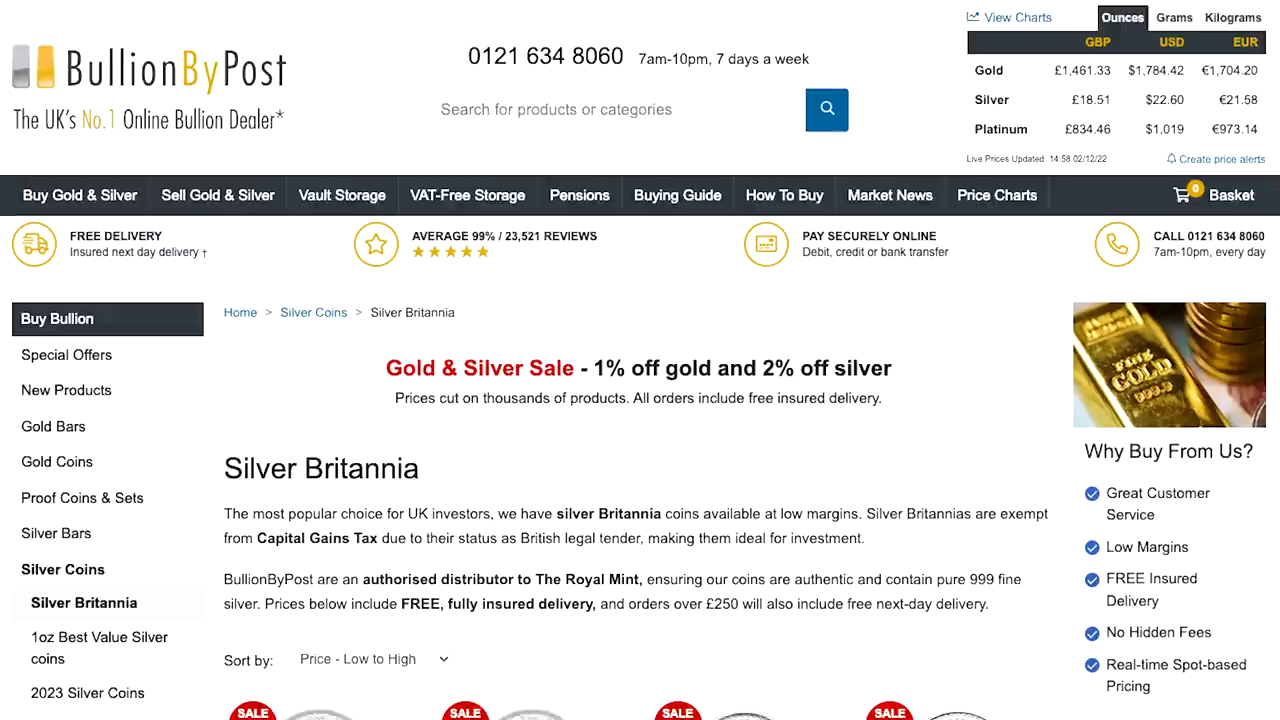 View Charts
Ounces Grams Kilograms
GBP USD EUR
Gold £1,461.33 $1,784.42 €1,704.20
Silver £18.51 $22.60 €21.58
Platinum £834.46 $1,019 €973.14
Live Prices Updated 14:58 02/12/22
Create price alerts
BullionByPost
The UK's No.1 Online Bullion Dealer*
0121 634 8060 7am-10pm, 7 days a week
Search for products or categories
Buy Gold & Silver Sell Gold & Silver Vault Storage VAT-Free Storage Pensions Buying Guide How To Buy Market News Price Charts 0 Basket
FREE DELIVERY
Insured next day delivery †
AVERAGE 99% / 23,521 REVIEWS
PAY SECURELY ONLINE
Debit, credit or bank transfer
CALL 0121 634 8060
7am-10pm, every day
Buy Bullion
Special Offers
New Products
Gold Bars
Gold Coins
Proof Coins & Sets
Silver Bars
Silver Coins
Silver Britannia
1oz Best Value Silver
coins
2023 Silver Coins
Home > Silver Coins > Silver Britannia
Gold & Silver Sale - 1% off gold and 2% off silver
Prices cut on thousands of products. All orders include free insured delivery.
Silver Britannia
The most popular choice for UK investors, we have silver Britannia coins available at low margins. Silver Britannias are exempt
from Capital Gains Tax due to their status as British legal tender, making them ideal for investment.
BullionByPost are an authorised distributor to The Royal Mint, ensuring our coins are authentic and contain pure 999 fine
silver. Prices below include FREE, fully insured delivery, and orders over £250 will also include free next-day delivery.
Sort by: Price - Low to High
SALE
SALE
SALE
SALE
FINE
GOLD
999.9
Why Buy From Us?
Great Customer
Service
Low Margins
FREE Insured
Delivery
No Hidden Fees
Real-time Spot-based
Pricing